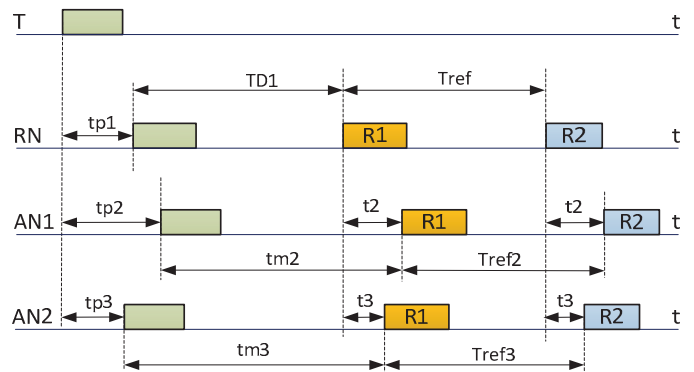 T t
TD1 Tref
tp1
RN R1 R2 t
tp2 t2 t2
AN1 R1 R2 t
tm2 Tref2
tp3 t3 t3
AN2 R1 R2 t
tm3 Tref3